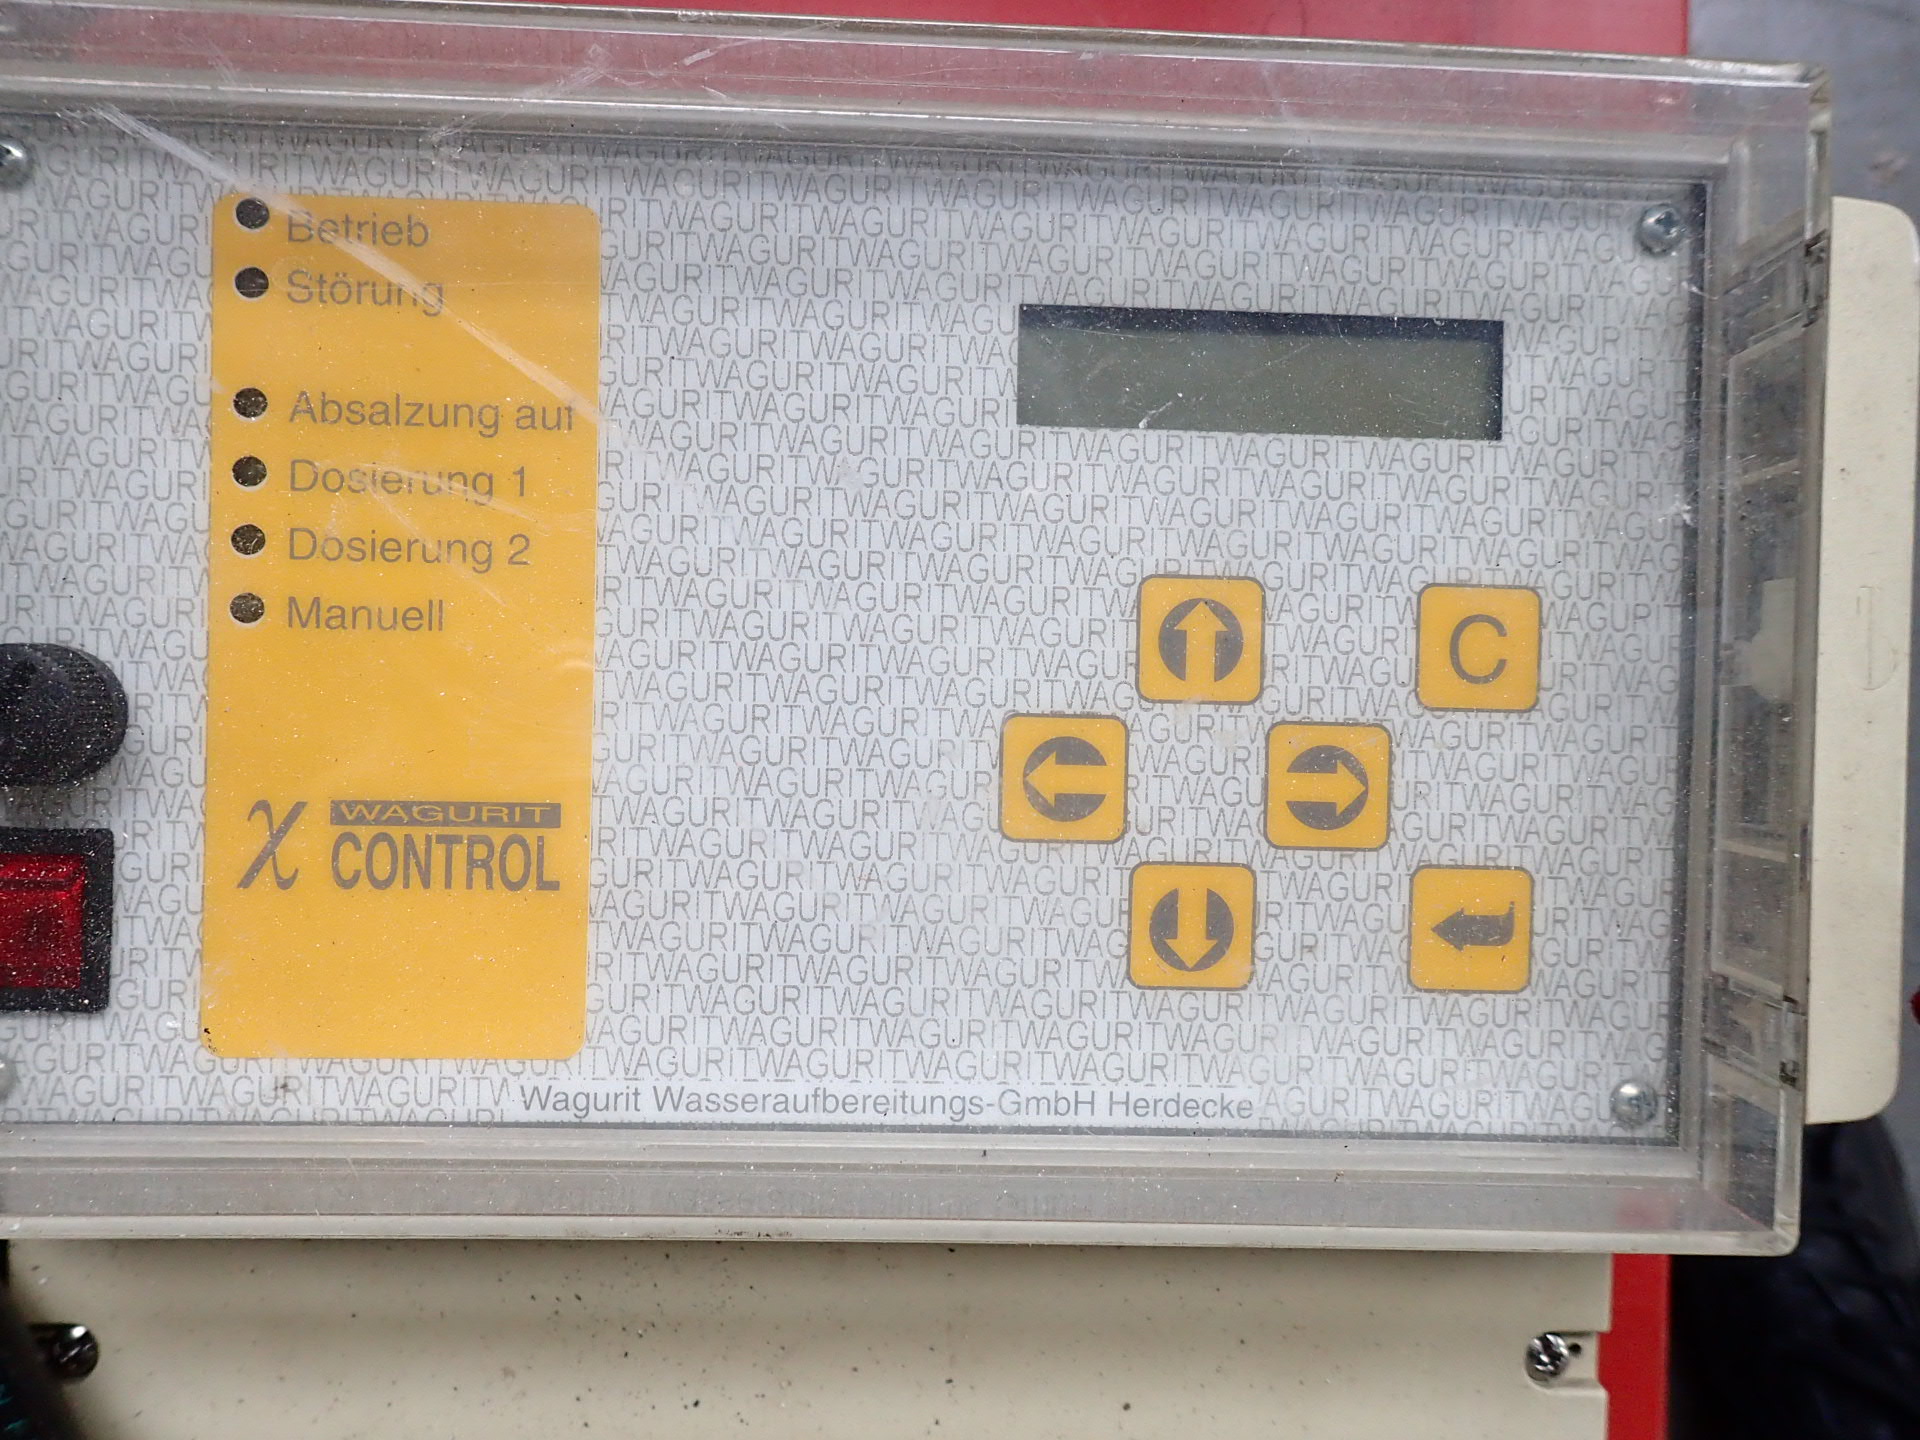 Betrieb
Störung
Absalzung auf
Dosierung 1
Dosierung 2
Manuell
χ WAGURIT
CONTROL
C
Wagurit Wasseraufbereitungs-GmbH Herdecke